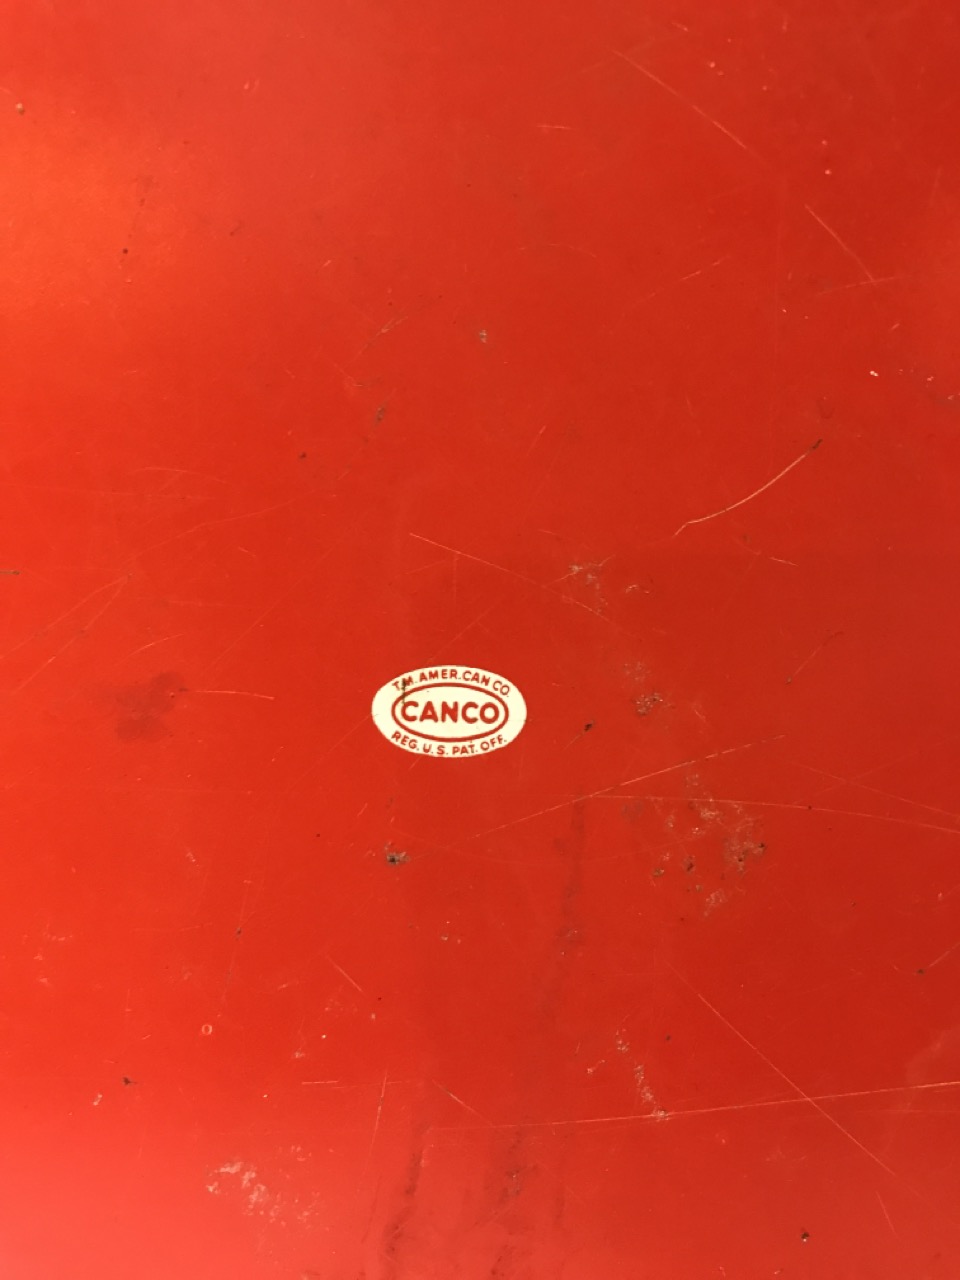 T.M. AMER. CAN CO.
CANCO
REG. U. S. PAT. OFF.